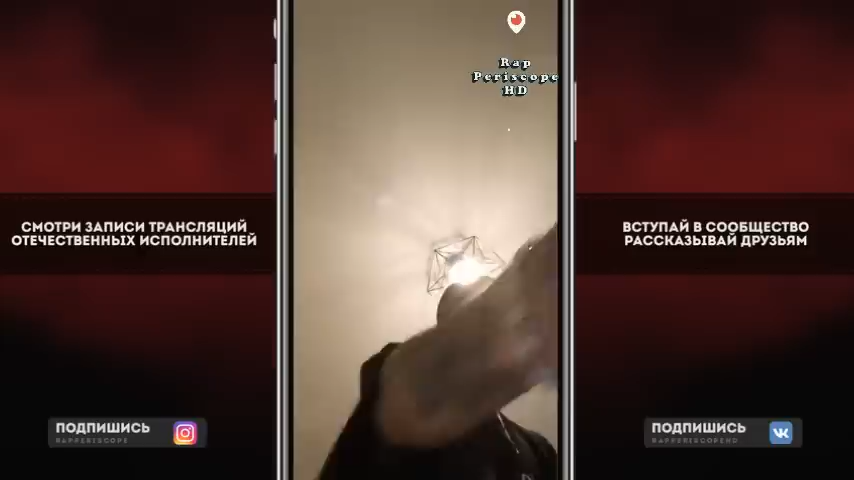 Rap
Periscope
HD
СМОТРИ ЗАПИСИ ТРАНСЛЯЦИЙ
ОТЕЧЕСТВЕННЫХ ИСПОЛНИТЕЛЕЙ
ВСТУПАЙ В СООБЩЕСТВО
РАССКАЗЫВАЙ ДРУЗЬЯМ
ПОДПИШИСЬ
RAPPERISCOPE
ПОДПИШИСЬ
RAPPERISCOPEHD